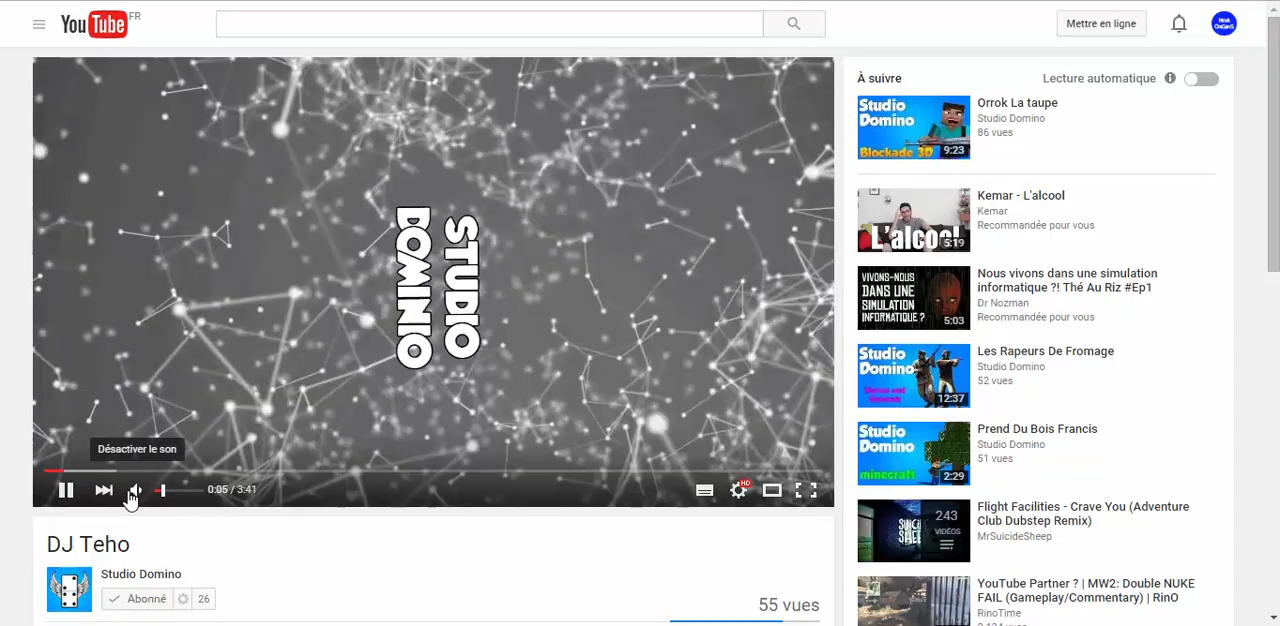 YouTube FR
Mettre en ligne
NoA
OriGinS
STUDIO
DOMINO
Désactiver le son
0:05 / 3:41
HD
DJ Teho
Studio Domino
Abonné 26
55 vues
À suivre
Lecture automatique
Studio
Domino
Blockade 3D
9:23
Orrok La taupe
Studio Domino
86 vues
L'alcool
5:19
Kemar - L'alcool
Kemar
Recommandée pour vous
VIVONS-NOUS
DANS UNE
SIMULATION
INFORMATIQUE ?
5:03
Nous vivons dans une simulation
informatique ?! Thé Au Riz #Ep1
Dr Nozman
Recommandée pour vous
Studio
Domino
12:37
Les Rapeurs De Fromage
Studio Domino
52 vues
Studio
Domino
minecraft
2:29
Prend Du Bois Francis
Studio Domino
51 vues
243
VIDÉOS
Flight Facilities - Crave You (Adventure
Club Dubstep Remix)
MrSuicideSheep
YouTube Partner ? | MW2: Double NUKE
FAIL (Gameplay/Commentary) | RinO
RinoTime